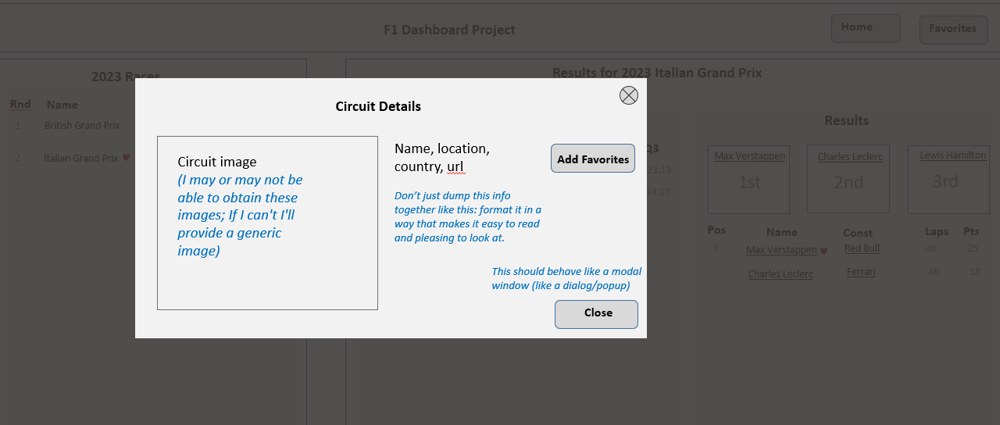 F1 Dashboard Project
Home
Favorites
2023 Races
Rnd Name
1 British Grand Prix
2 Italian Grand Prix
Results for 2023 Italian Grand Prix
Q3
23:13
24:23
Results
Max Verstappen
1st
Charles Leclerc
2nd
Lewis Hamilton
3rd
Pos Name Const Laps Pts
1 Max Verstappen Red Bull 46 25
Charles Leclerc Ferrari 46 18
Circuit Details
Circuit image
(I may or may not be
able to obtain these
images; If I can't I'll
provide a generic
image)
Name, location,
country, url
Add Favorites
Don't just dump this info
together like this: format it in a
way that makes it easy to read
and pleasing to look at.
This should behave like a modal
window (like a dialog/popup)
Close